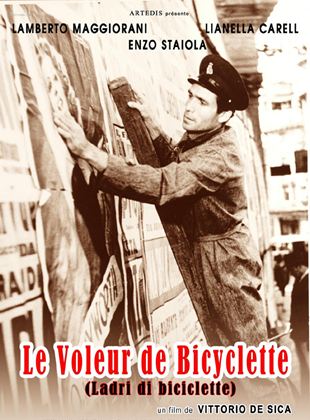 ARTEDIS présente
LAMBERTO MAGGIORANI LIANELLA CARELL
ENZO STAIOLA
Le Voleur de Bicyclette
(Ladri di biciclette)
un film de VITTORIO DE SICA